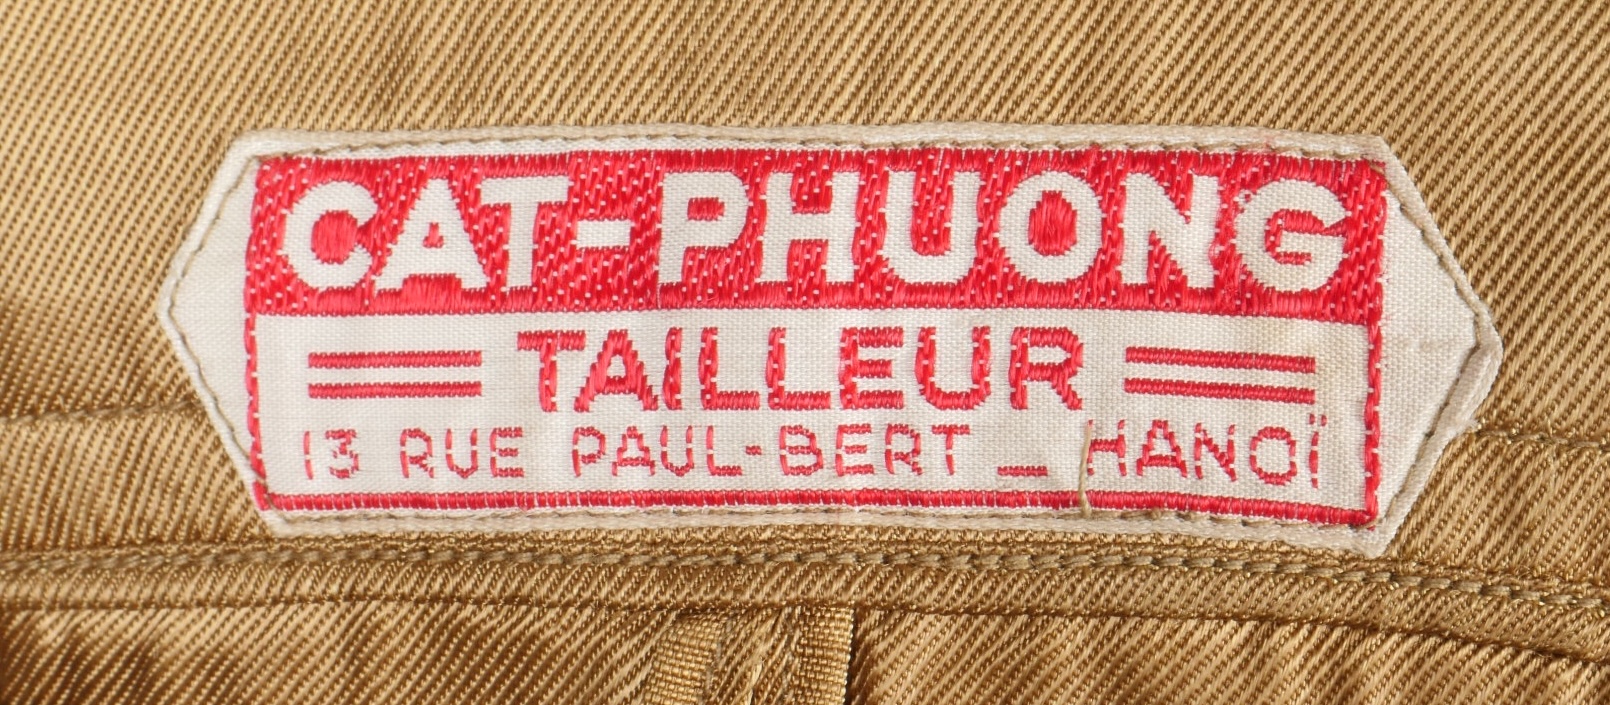 CAT-PHUONG
TAILLEUR
13 RUE PAUL-BERT _ HANOÏ